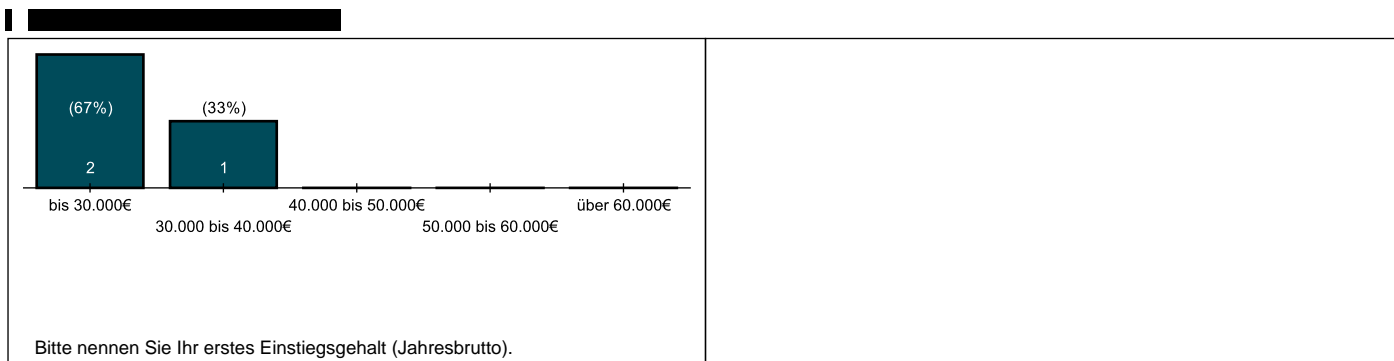 (67%)
(33%)
2
1
bis 30.000€
40.000 bis 50.000€
über 60.000€
30.000 bis 40.000€
50.000 bis 60.000€
Bitte nennen Sie Ihr erstes Einstiegsgehalt (Jahresbrutto).